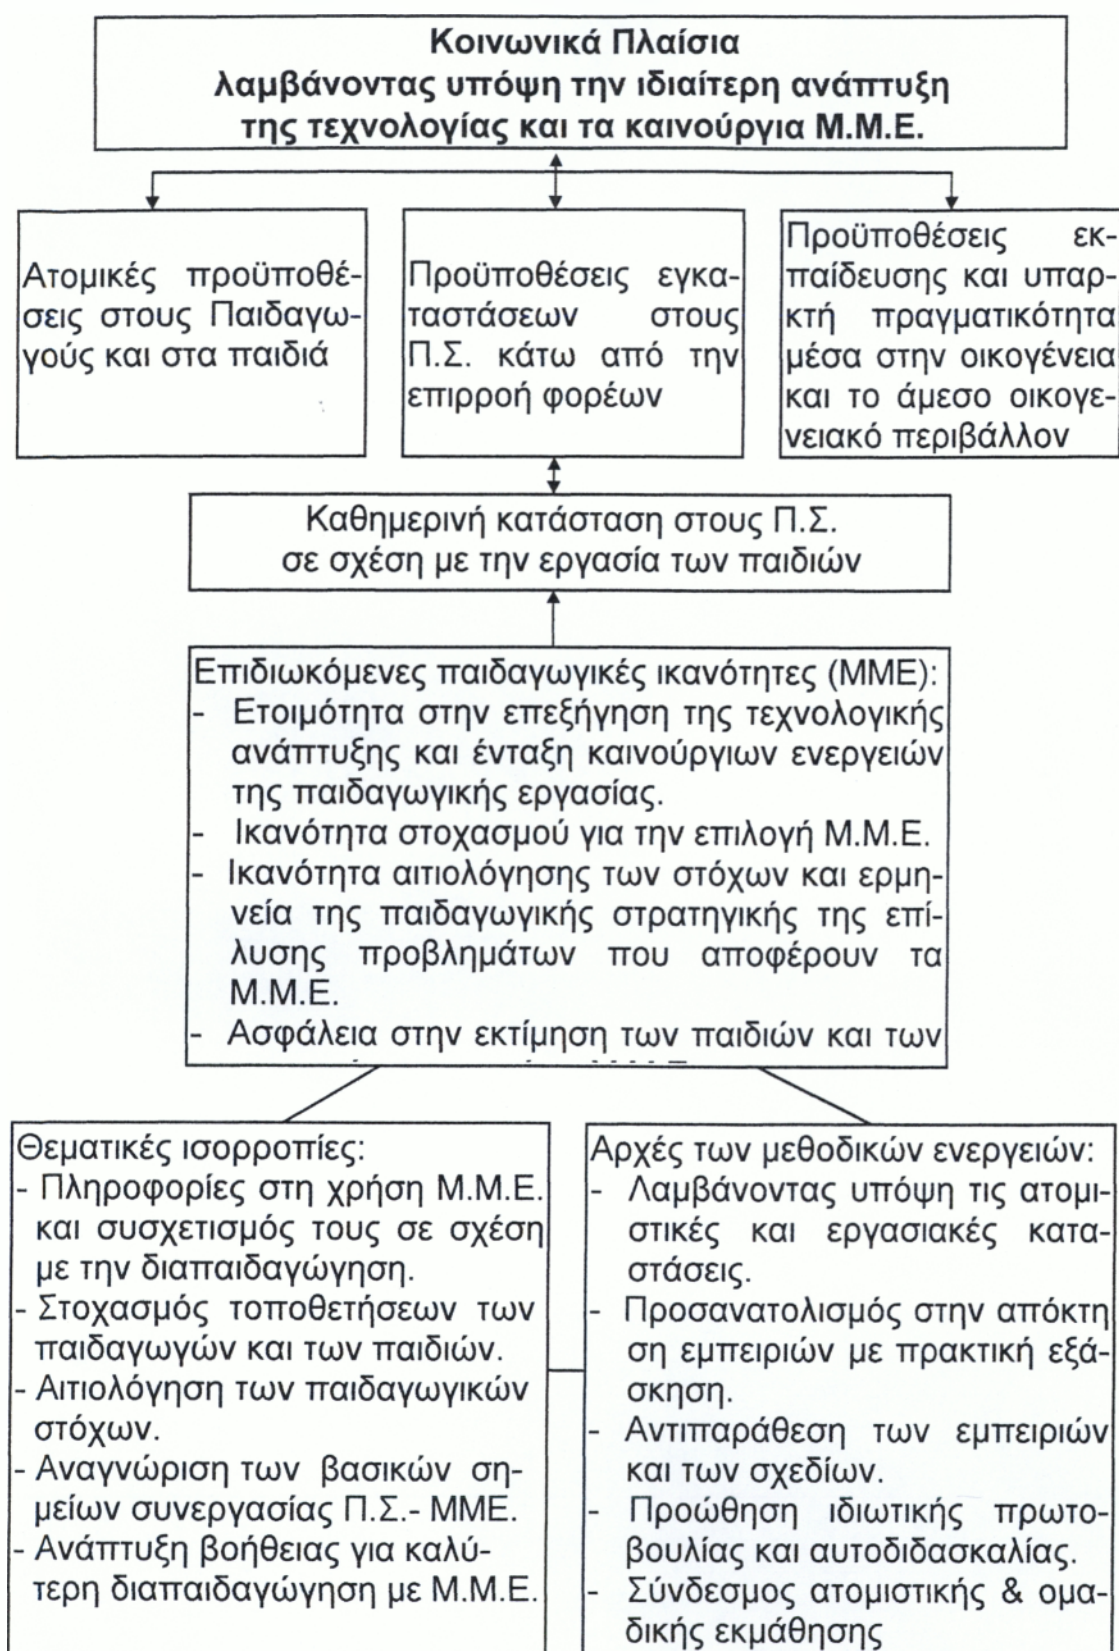 Κοινωνικά Πλαίσια
λαμβάνοντας υπόψη την ιδιαίτερη ανάπτυξη
της τεχνολογίας και τα καινούργια Μ.Μ.Ε.
Ατομικές προϋποθέ-
σεις στους Παιδαγω-
γούς και στα παιδιά
Προϋποθέσεις εγκα-
ταστάσεων στους
Π.Σ. κάτω από την
επιρροή φορέων
Προϋποθέσεις εκ-
παίδευσης και υπαρ-
κτή πραγματικότητα
μέσα στην οικογένεια
και το άμεσο οικογε-
νειακό περιβάλλον
Καθημερινή κατάσταση στους Π.Σ.
σε σχέση με την εργασία των παιδιών
Επιδιωκόμενες παιδαγωγικές ικανότητες (ΜΜΕ):
- Ετοιμότητα στην επεξήγηση της τεχνολογικής
ανάπτυξης και ένταξη καινούργιων ενεργειών
της παιδαγωγικής εργασίας.
- Ικανότητα στοχασμού για την επιλογή Μ.Μ.Ε.
- Ικανότητα αιτιολόγησης των στόχων και ερμη-
νεία της παιδαγωγικής στρατηγικής της επί-
λυσης προβλημάτων που αποφέρουν τα
Μ.Μ.Ε.
- Ασφάλεια στην εκτίμηση των παιδιών και των
Θεματικές ισορροπίες:
- Πληροφορίες στη χρήση Μ.Μ.Ε.
και συσχετισμός τους σε σχέση
με την διαπαιδαγώγηση.
- Στοχασμός τοποθετήσεων των
παιδαγωγών και των παιδιών.
- Αιτιολόγηση των παιδαγωγικών
στόχων.
- Αναγνώριση των βασικών ση-
μείων συνεργασίας Π.Σ.- ΜΜΕ.
- Ανάπτυξη βοήθειας για καλύ-
τερη διαπαιδαγώγηση με Μ.Μ.Ε.
Αρχές των μεθοδικών ενεργειών:
- Λαμβάνοντας υπόψη τις ατομι-
στικές και εργασιακές κατα-
στάσεις.
- Προσανατολισμός στην απόκτη
ση εμπειριών με πρακτική εξά-
σκηση.
- Αντιπαράθεση των εμπειριών
και των σχεδίων.
- Προώθηση ιδιωτικής πρωτο-
βουλίας και αυτοδιδασκαλίας.
- Σύνδεσμος ατομιστικής & ομα-
δικής εκμάθησης